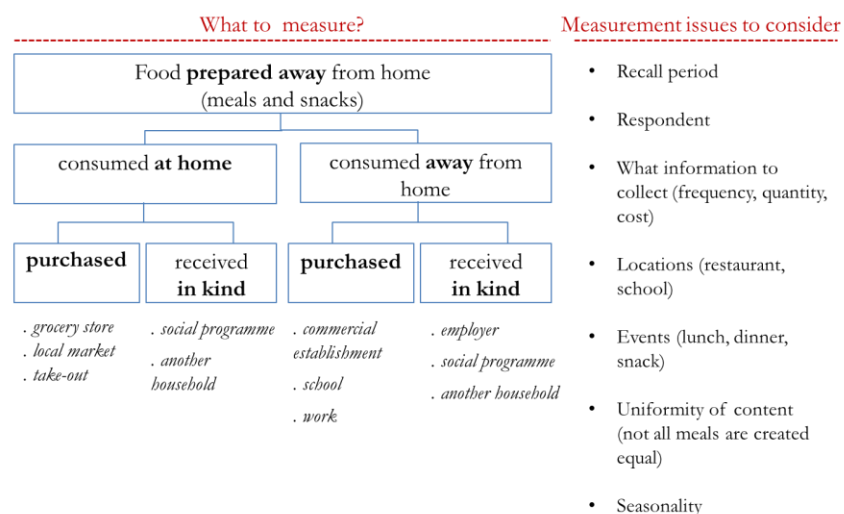 What to measure?
Food prepared away from home
(meals and snacks)
consumed at home
consumed away from
home
purchased
received
in kind
purchased
received
in kind
. grocery store
. local market
. take-out
. social programme
. another
household
. commercial
establishment
. school
. work
. employer
. social programme
. another household
Measurement issues to consider
• Recall period
• Respondent
• What information to
collect (frequency, quantity,
cost)
• Locations (restaurant,
school)
• Events (lunch, dinner,
snack)
• Uniformity of content
(not all meals are created
equal)
• Seasonality